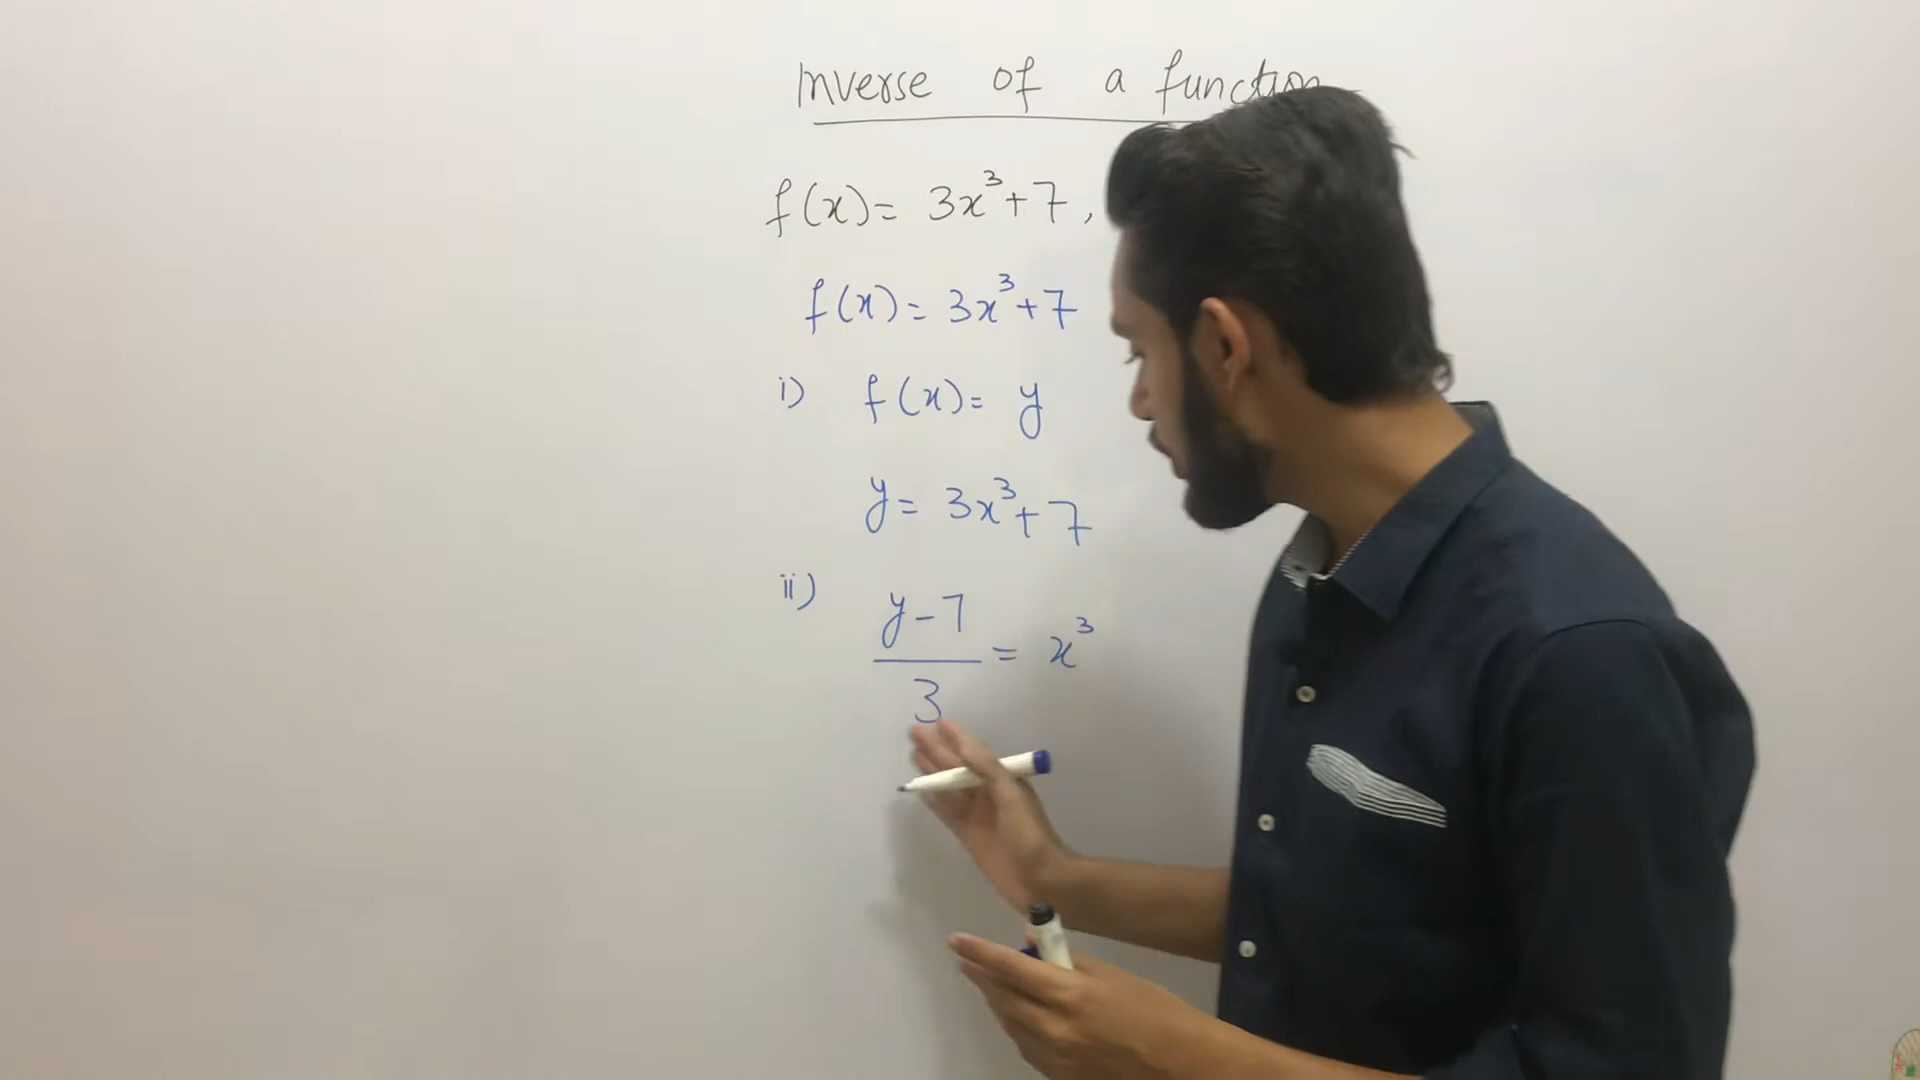 Inverse of a function
f(x)= 3x³+7,
f(x)= 3x³+7
i) f(x)= y
y= 3x³+7
ii) y-7/3 = x³